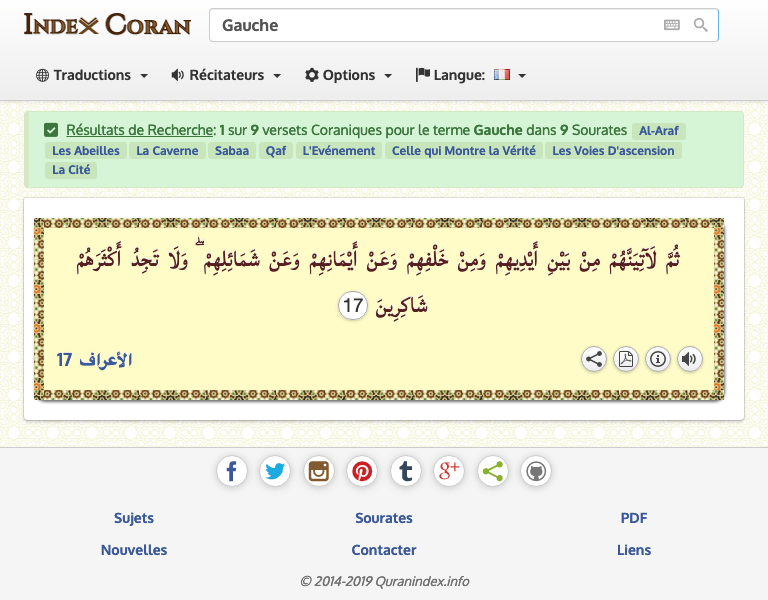 Index Coran
Gauche
Traductions Récitateurs Options Langue:
Résultats de Recherche: 1 sur 9 versets Coraniques pour le terme Gauche dans 9 Sourates Al-Araf
Les Abeilles La Caverne Sabaa Qaf L'Evénement Celle qui Montre la Vérité Les Voies D'ascension
La Cité
ثُمَّ لَآتِيَنَّهُمْ مِنْ بَيْنِ أَيْدِيهِمْ وَمِنْ خَلْفِهِمْ وَعَنْ أَيْمَانِهِمْ وَعَنْ شَمَائِلِهِمْ ۖ وَلَا تَجِدُ أَكْثَرَهُمْ
شَاكِرِينَ 17
الأعراف 17
Sujets Sourates PDF
Nouvelles Contacter Liens
© 2014-2019 Quranindex.info